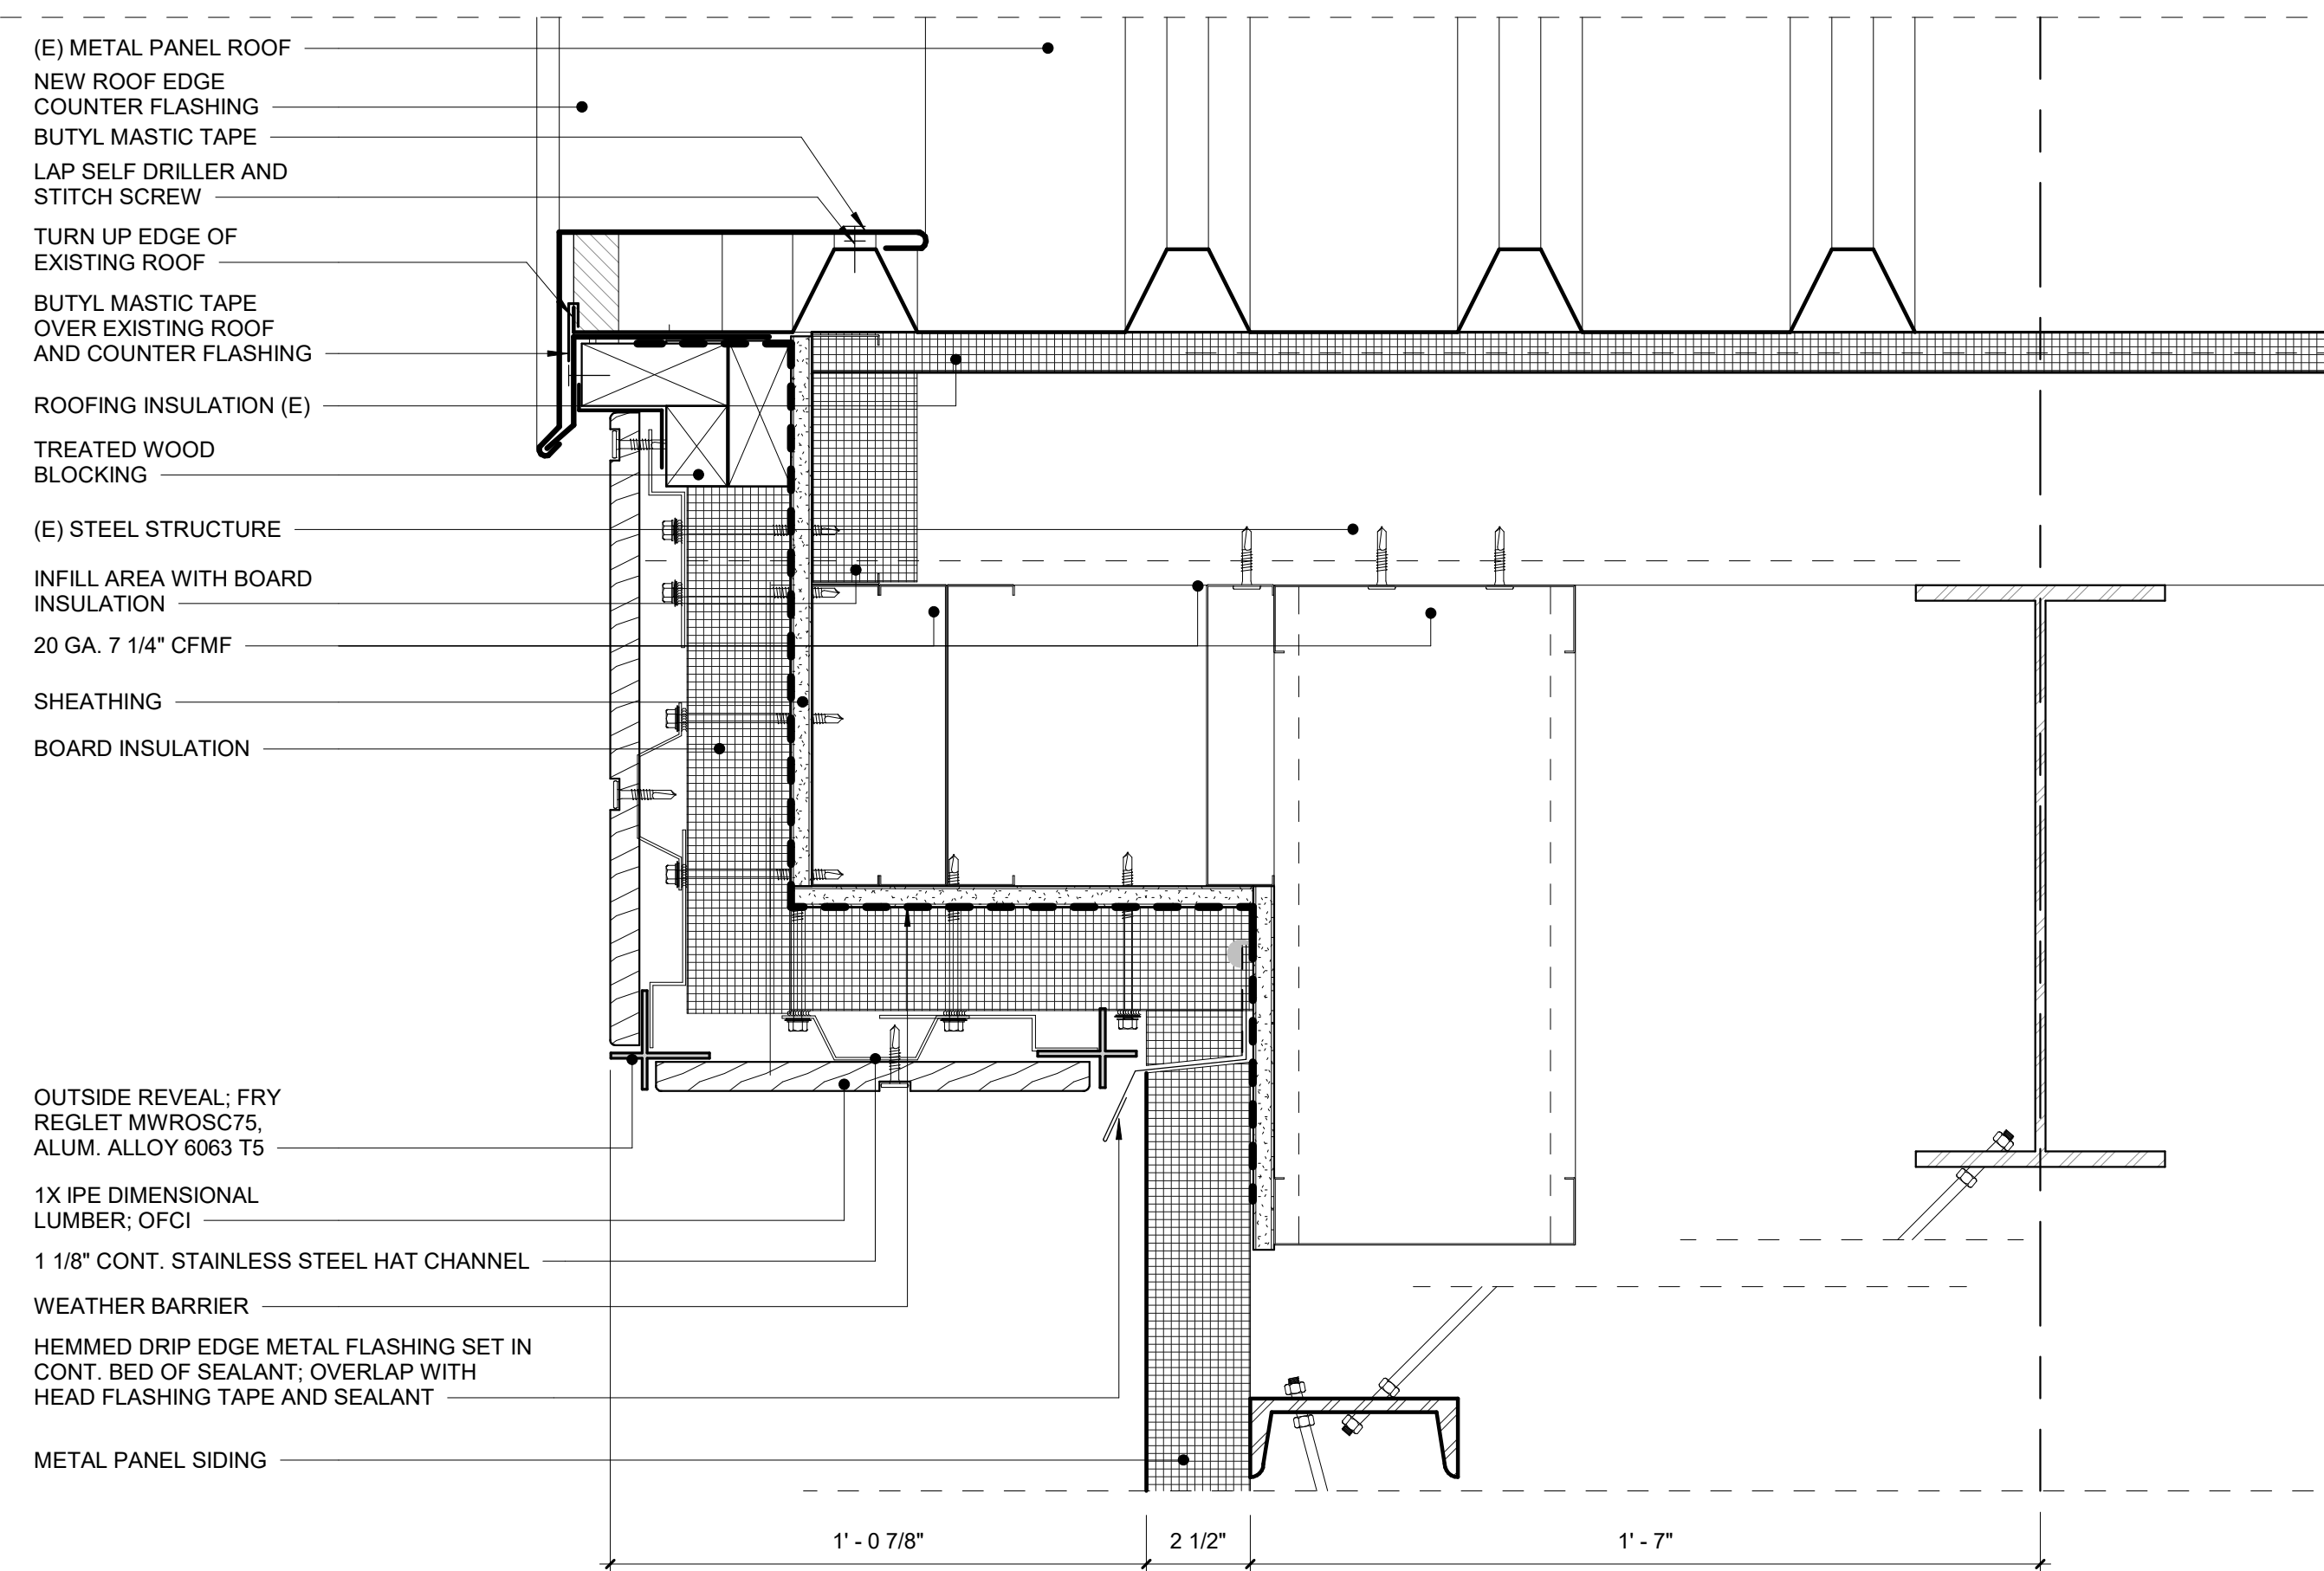 (E) METAL PANEL ROOF
NEW ROOF EDGE
COUNTER FLASHING
BUTYL MASTIC TAPE
LAP SELF DRILLER AND
STITCH SCREW
TURN UP EDGE OF
EXISTING ROOF
BUTYL MASTIC TAPE
OVER EXISTING ROOF
AND COUNTER FLASHING
ROOFING INSULATION (E)
TREATED WOOD
BLOCKING
(E) STEEL STRUCTURE
INFILL AREA WITH BOARD
INSULATION
20 GA. 7 1/4" CFMF
SHEATHING
BOARD INSULATION
OUTSIDE REVEAL; FRY
REGLET MWROSC75,
ALUM. ALLOY 6063 T5
1X IPE DIMENSIONAL
LUMBER; OFCI
1 1/8" CONT. STAINLESS STEEL HAT CHANNEL
WEATHER BARRIER
HEMMED DRIP EDGE METAL FLASHING SET IN
CONT. BED OF SEALANT; OVERLAP WITH
HEAD FLASHING TAPE AND SEALANT
METAL PANEL SIDING
1' - 0 7/8"
2 1/2"
1' - 7"